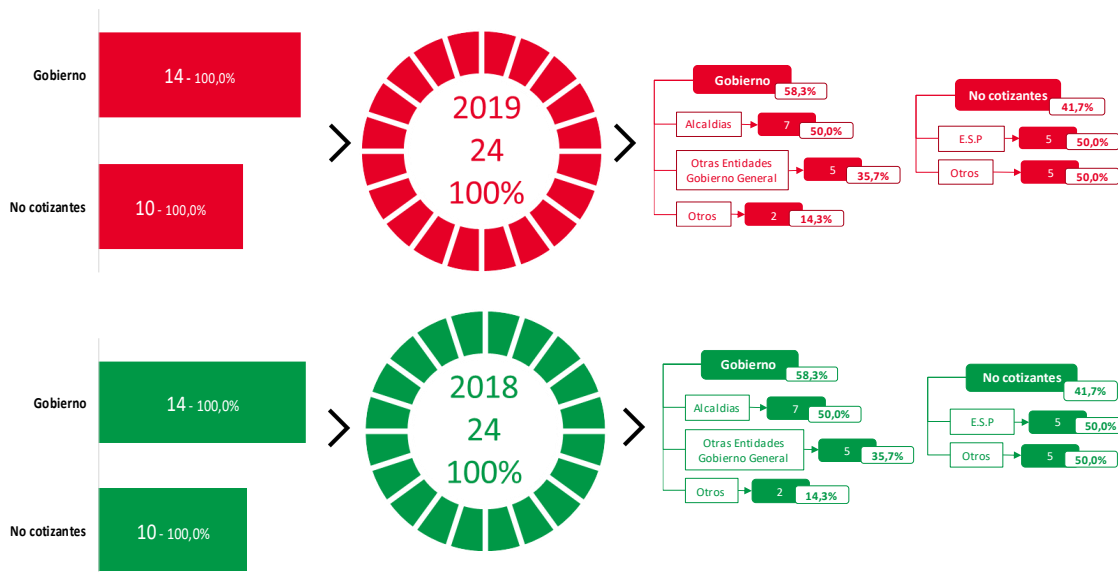 Gobierno
14 - 100,0%
No cotizantes
10 - 100,0%
2019
24
100%
Gobierno
58,3%
Alcaldias
7
50,0%
Otras Entidades
Gobierno General
5
35,7%
Otros
2
14,3%
No cotizantes
41,7%
E.S.P
5
50,0%
Otros
5
50,0%
Gobierno
14 - 100,0%
No cotizantes
10 - 100,0%
2018
24
100%
Gobierno
58,3%
Alcaldias
7
50,0%
Otras Entidades
Gobierno General
5
35,7%
Otros
2
14,3%
No cotizantes
41,7%
E.S.P
5
50,0%
Otros
5
50,0%